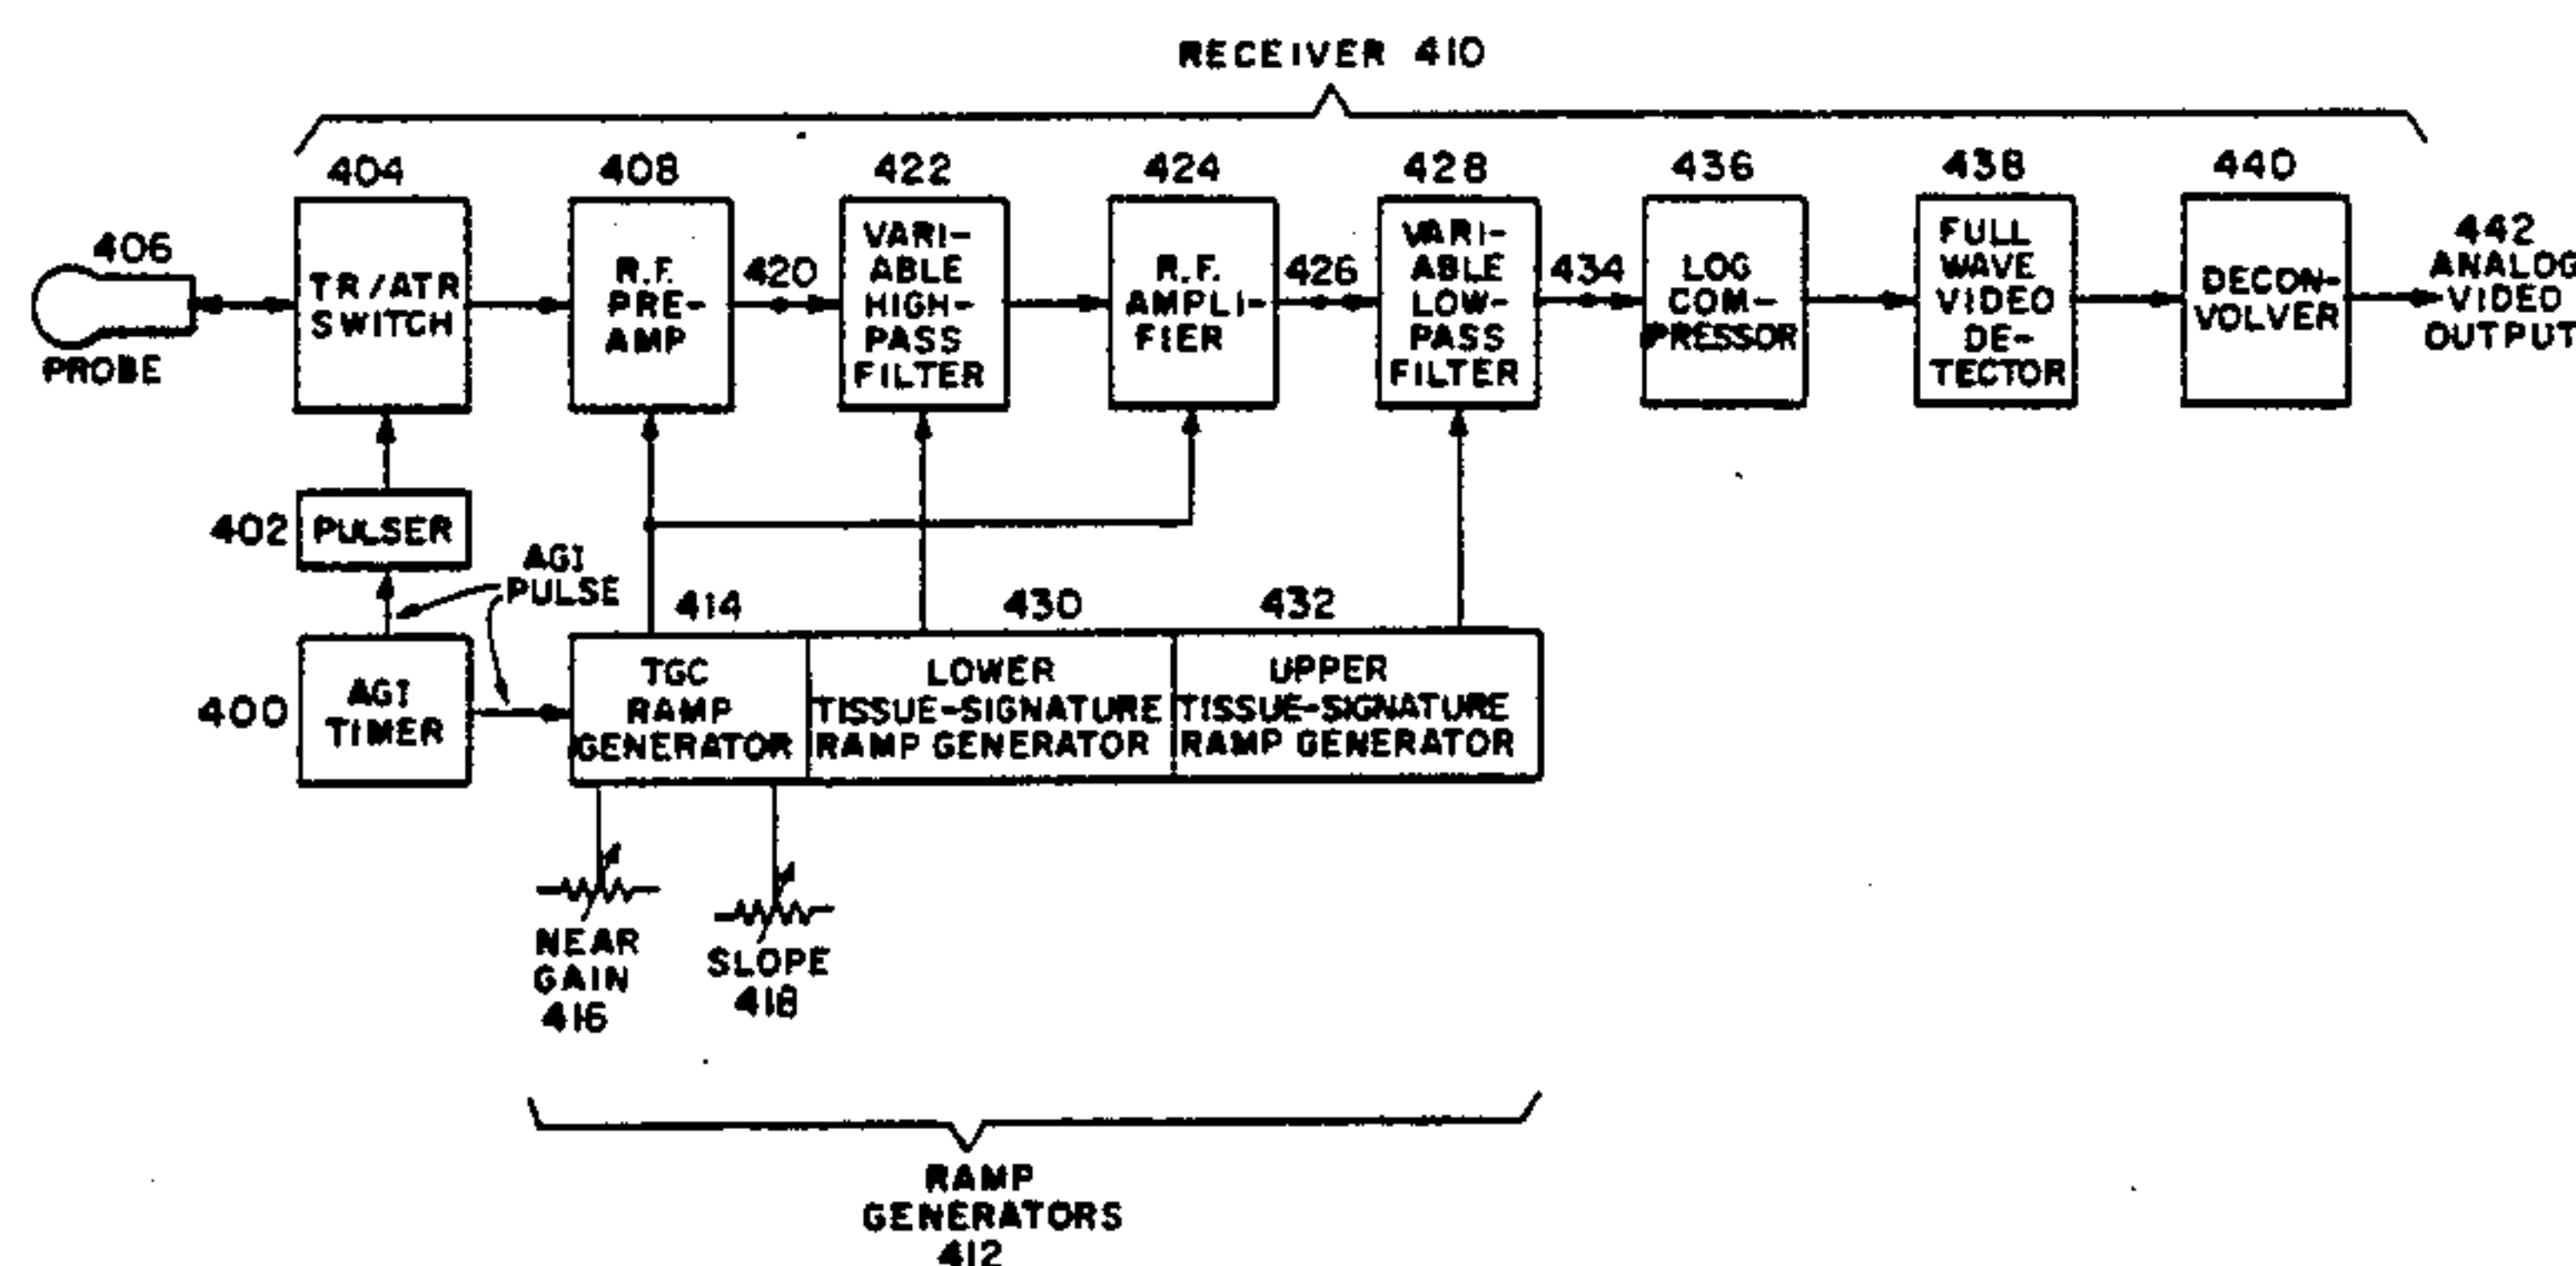 RECEIVER 410
404
408
422
424
428
436
438
440
406
PROBE
TR/ATR
SWITCH
R.F.
PRE-
AMP
420
VARI-
ABLE
HIGH-
PASS
FILTER
R.F.
AMPLI-
FIER
426
VARI-
ABLE
LOW-
PASS
FILTER
434
LOG
COM-
PRESSOR
FULL
WAVE
VIDEO
DE-
TECTOR
DECON-
VOLVER
442
ANALOG
VIDEO
OUTPUT
402
PULSER
AGI
PULSE
414
430
432
400
AGI
TIMER
TGC
RAMP
GENERATOR
LOWER
TISSUE-SIGNATURE
RAMP GENERATOR
UPPER
TISSUE-SIGNATURE
RAMP GENERATOR
NEAR
GAIN
416
SLOPE
418
RAMP
GENERATORS
412